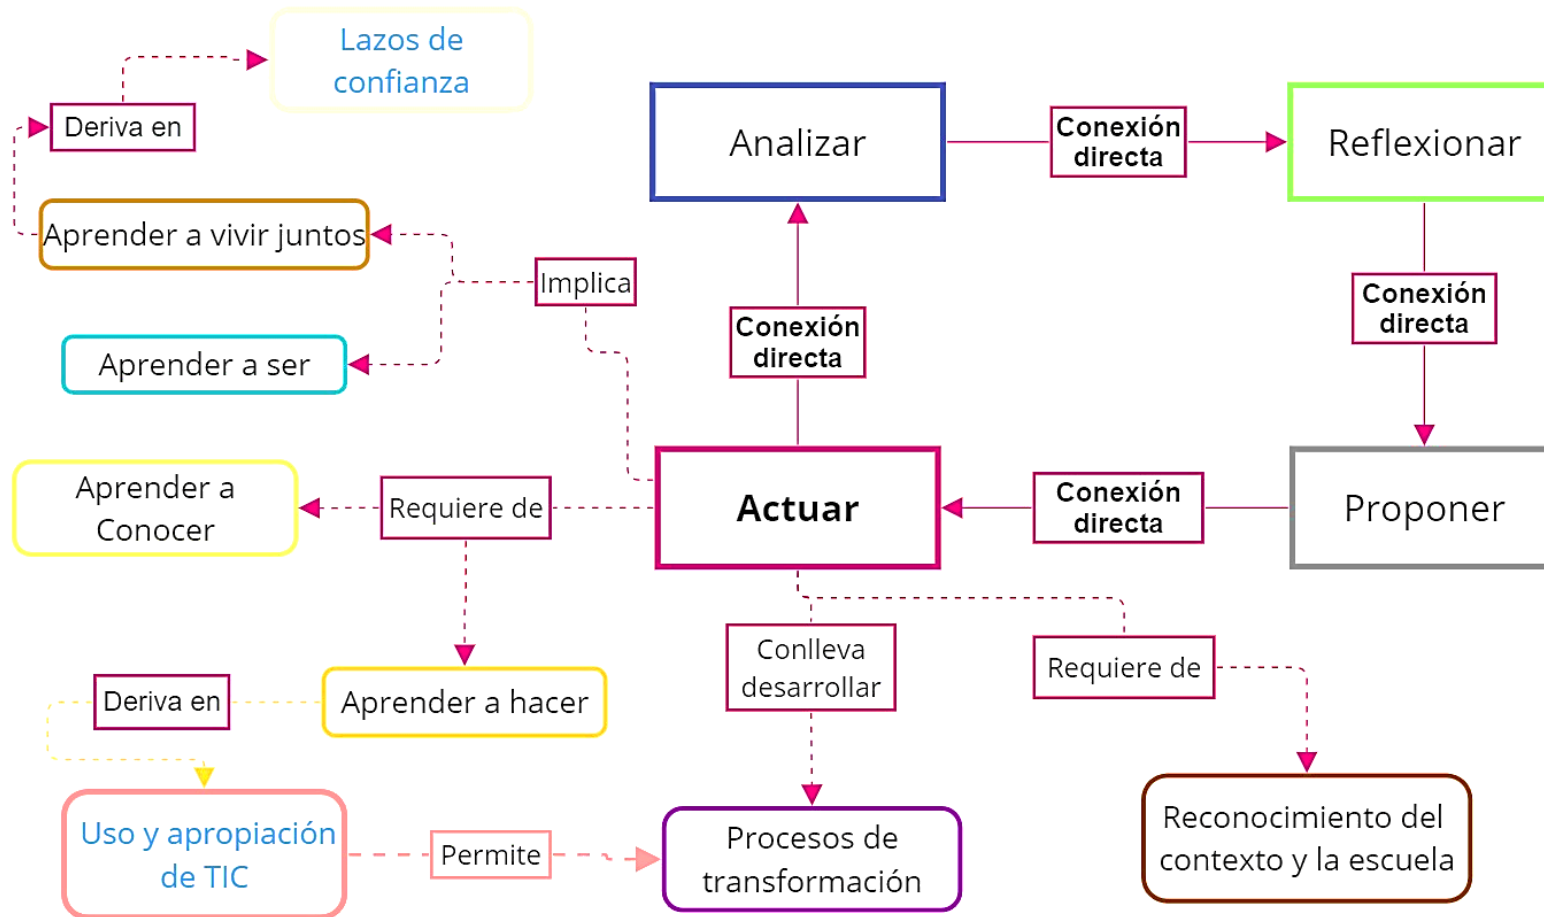 Lazos de
confianza
Deriva en
Analizar
Conexión
directa
Reflexionar
Aprender a vivir juntos
Implica
Conexión
directa
Conexión
directa
Aprender a ser
Aprender a
Conocer
Requiere de
Actuar
Conexión
directa
Proponer
Conlleva
desarrollar
Requiere de
Deriva en
Aprender a hacer
Uso y apropiación
de TIC
Permite
Procesos de
transformación
Reconocimiento del
contexto y la escuela